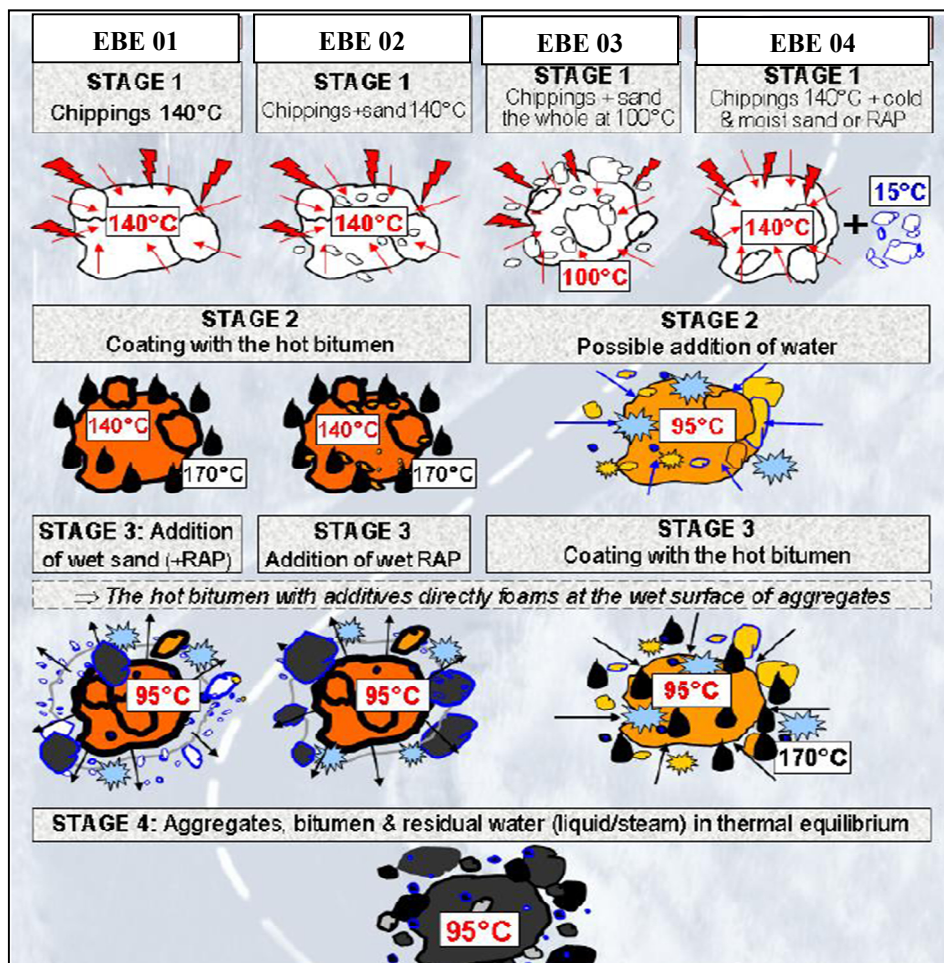 EBE 01
EBE 02
EBE 03
EBE 04
STAGE 1
Chippings 140°C
STAGE 1
Chippings+sand 140°C
STAGE 1
Chippings + sand
the whole at 100°C
STAGE 1
Chippings 140°C + cold
& moist sand or RAP
140°C
140°C
100°C
140°C
15°C
+
STAGE 2
Coating with the hot bitumen
STAGE 2
Possible addition of water
140°C
170°C
140°C
170°C
95°C
STAGE 3: Addition
of wet sand (+RAP)
STAGE 3
Addition of wet RAP
STAGE 3
Coating with the hot bitumen
⇒ The hot bitumen with additives directly foams at the wet surface of aggregates
95°C
95°C
95°C
170°C
STAGE 4: Aggregates, bitumen & residual water (liquid/steam) in thermal equilibrium
95°C